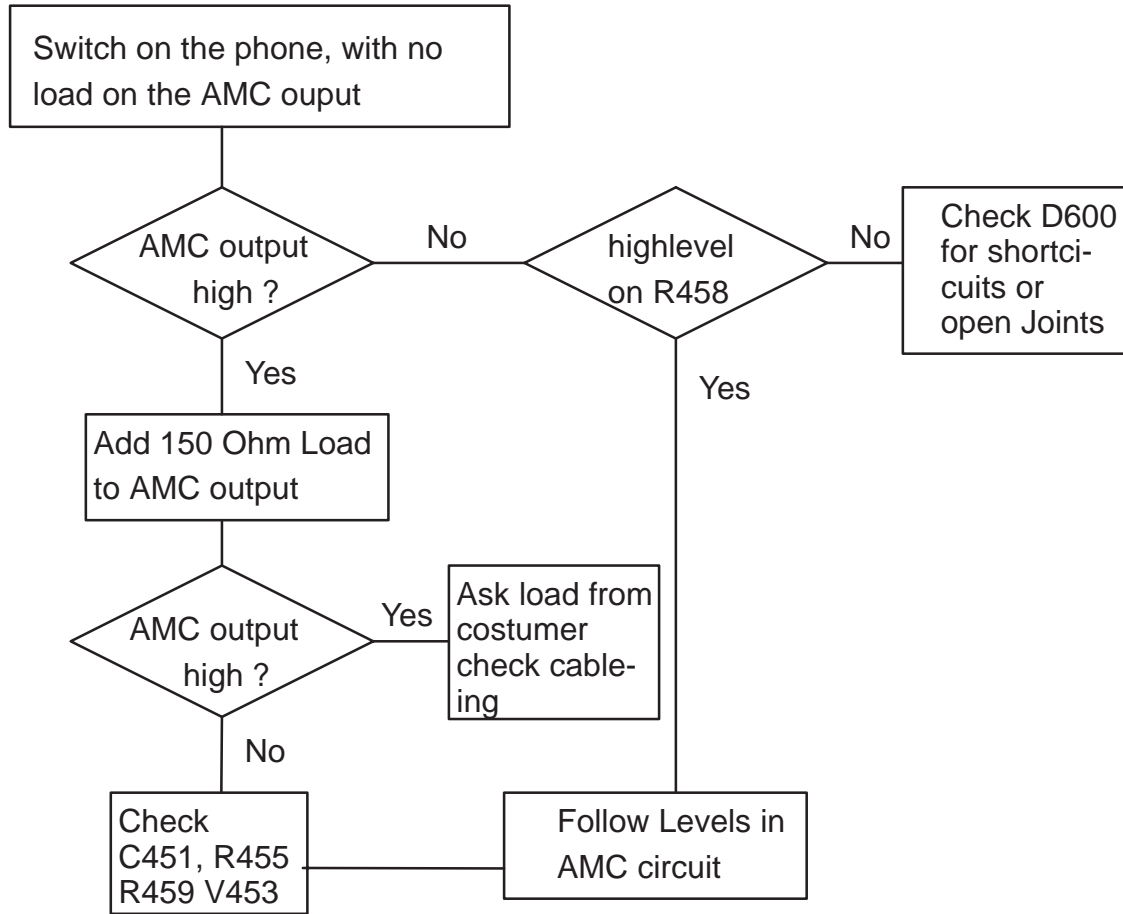 Switch on the phone, with no
load on the AMC ouput
AMC output
high ?
No
highlevel
on R458
No
Check D600
for shortci-
cuits or
open Joints
Yes
Yes
Add 150 Ohm Load
to AMC output
AMC output
high ?
Yes
Ask load from
costumer
check cable-
ing
No
Check
C451, R455
R459 V453
Follow Levels in
AMC circuit